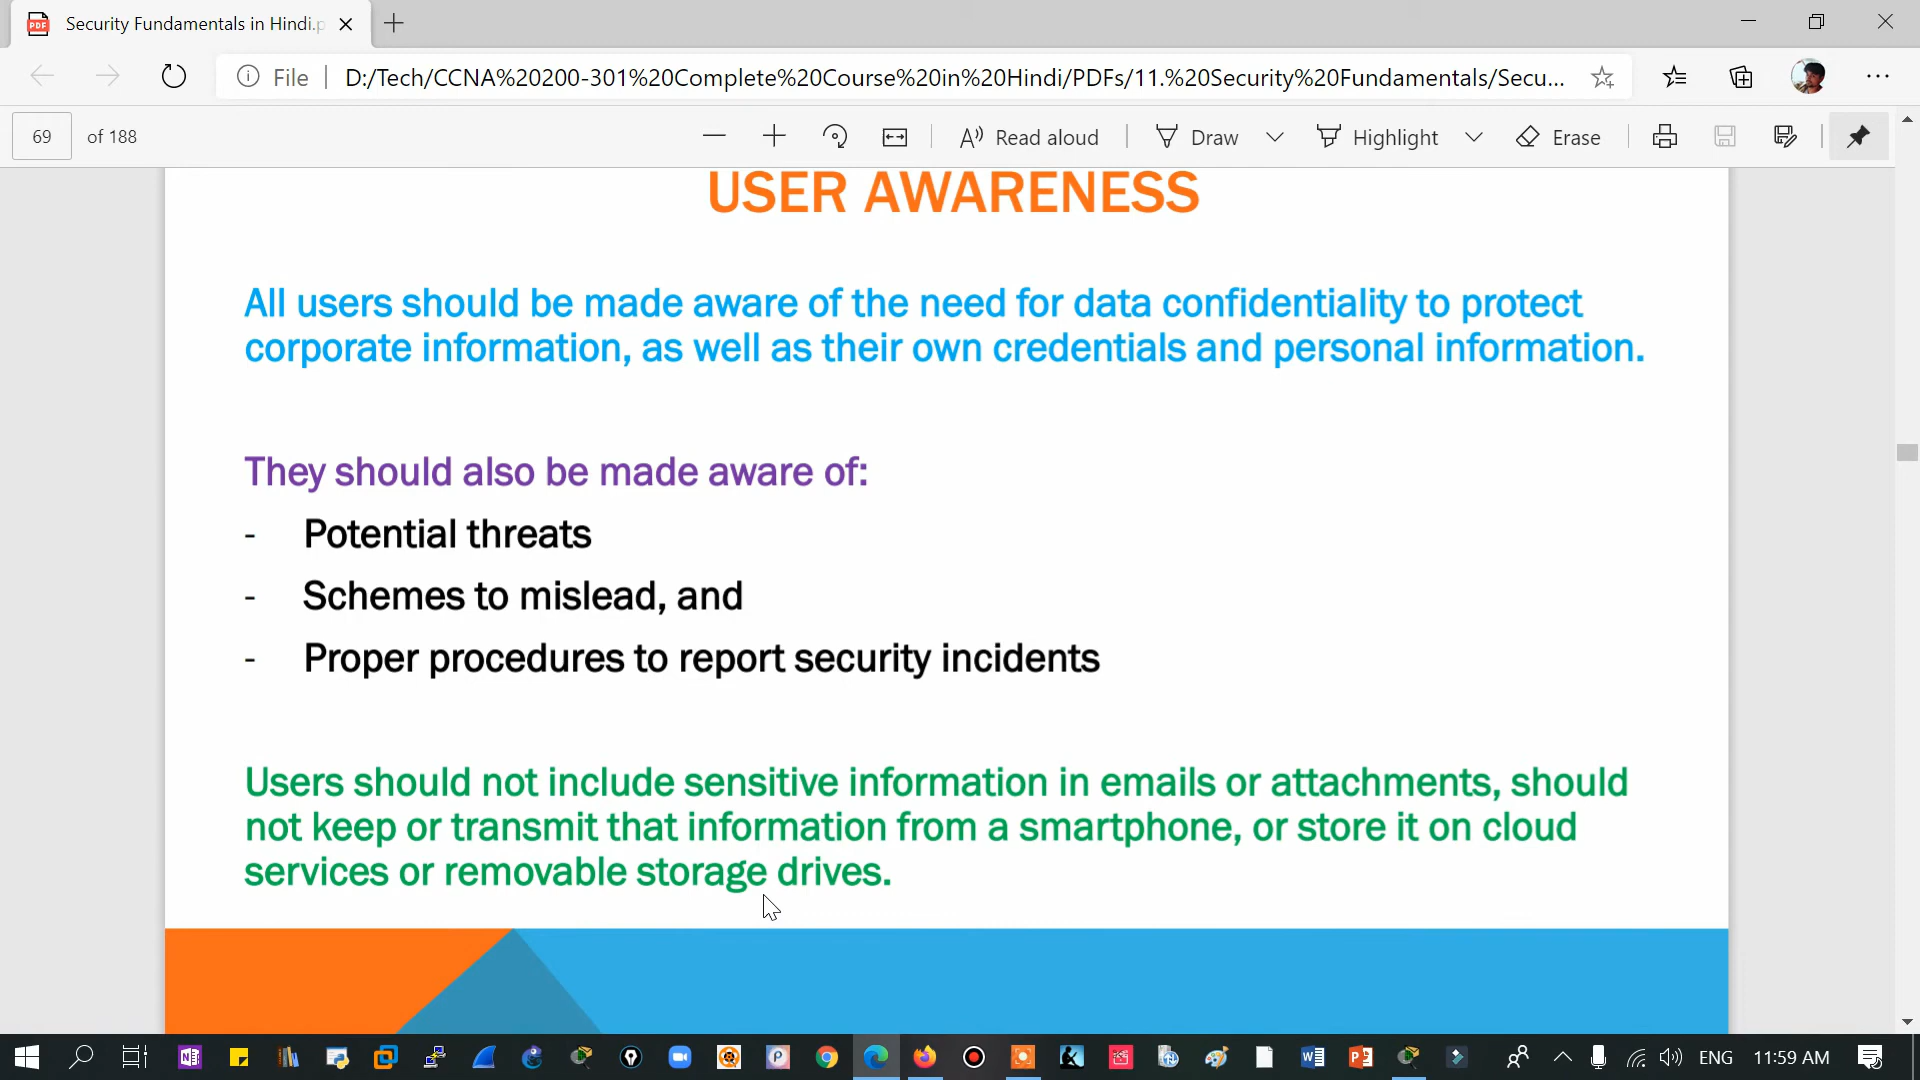 Security Fundamentals in Hindi.p
File
D:/Tech/CCNA%20200-301%20Complete%20Course%20in%20Hindi/PDFs/11.%20Security%20Fundamentals/Secu...
69 of 188
Read aloud
Draw
Highlight
Erase
USER AWARENESS
All users should be made aware of the need for data confidentiality to protect
corporate information, as well as their own credentials and personal information.
They should also be made aware of:
- Potential threats
- Schemes to mislead, and
- Proper procedures to report security incidents
Users should not include sensitive information in emails or attachments, should
not keep or transmit that information from a smartphone, or store it on cloud
services or removable storage drives.
ENG
11:59 AM